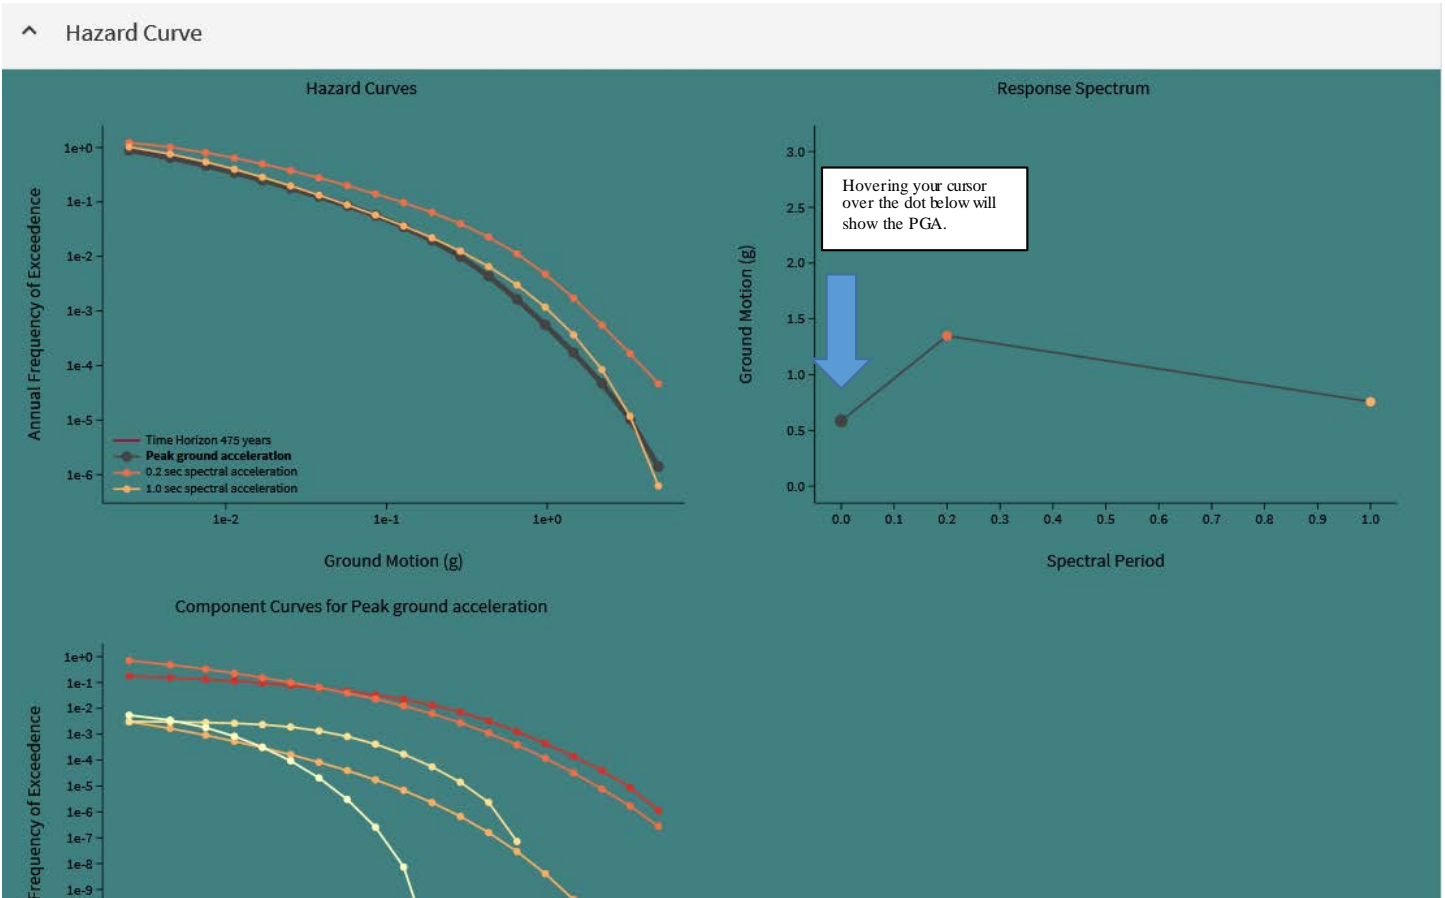 Hazard Curve
Hazard Curves
1e+0
1e-1
1e-2
1e-3
1e-4
1e-5
1e-6
Annual Frequency of Exceedence
Time Horizon 475 years
Peak ground acceleration
0.2 sec spectral acceleration
1.0 sec spectral acceleration
1e-2 1e-1 1e+0
Ground Motion (g)
Response Spectrum
3.0
2.5
2.0
1.5
1.0
0.5
0.0
Ground Motion (g)
Hovering your cursor
over the dot below will
show the PGA.
0.0 0.1 0.2 0.3 0.4 0.5 0.6 0.7 0.8 0.9 1.0
Spectral Period
Component Curves for Peak ground acceleration
1e+0
1e-1
1e-2
1e-3
1e-4
1e-5
1e-6
1e-7
1e-8
1e-9
Frequency of Exceedence